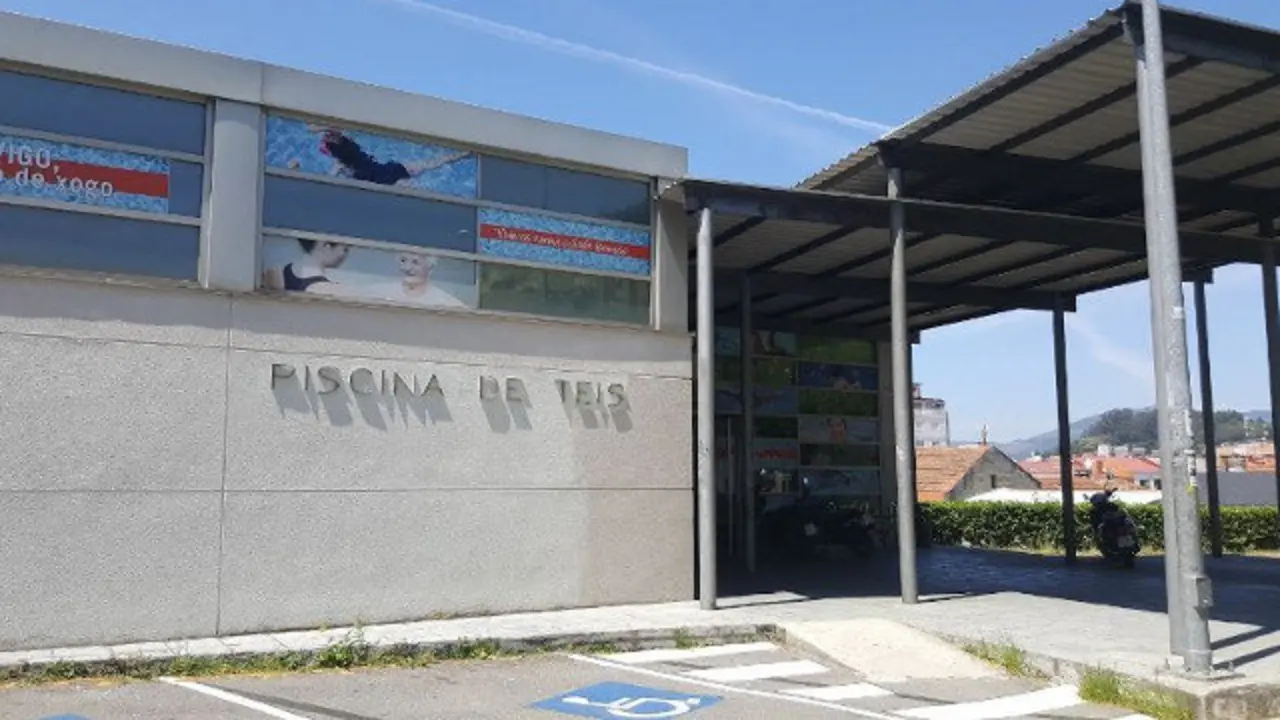 VIGO,
de xogo
PISCINA DE TEIS